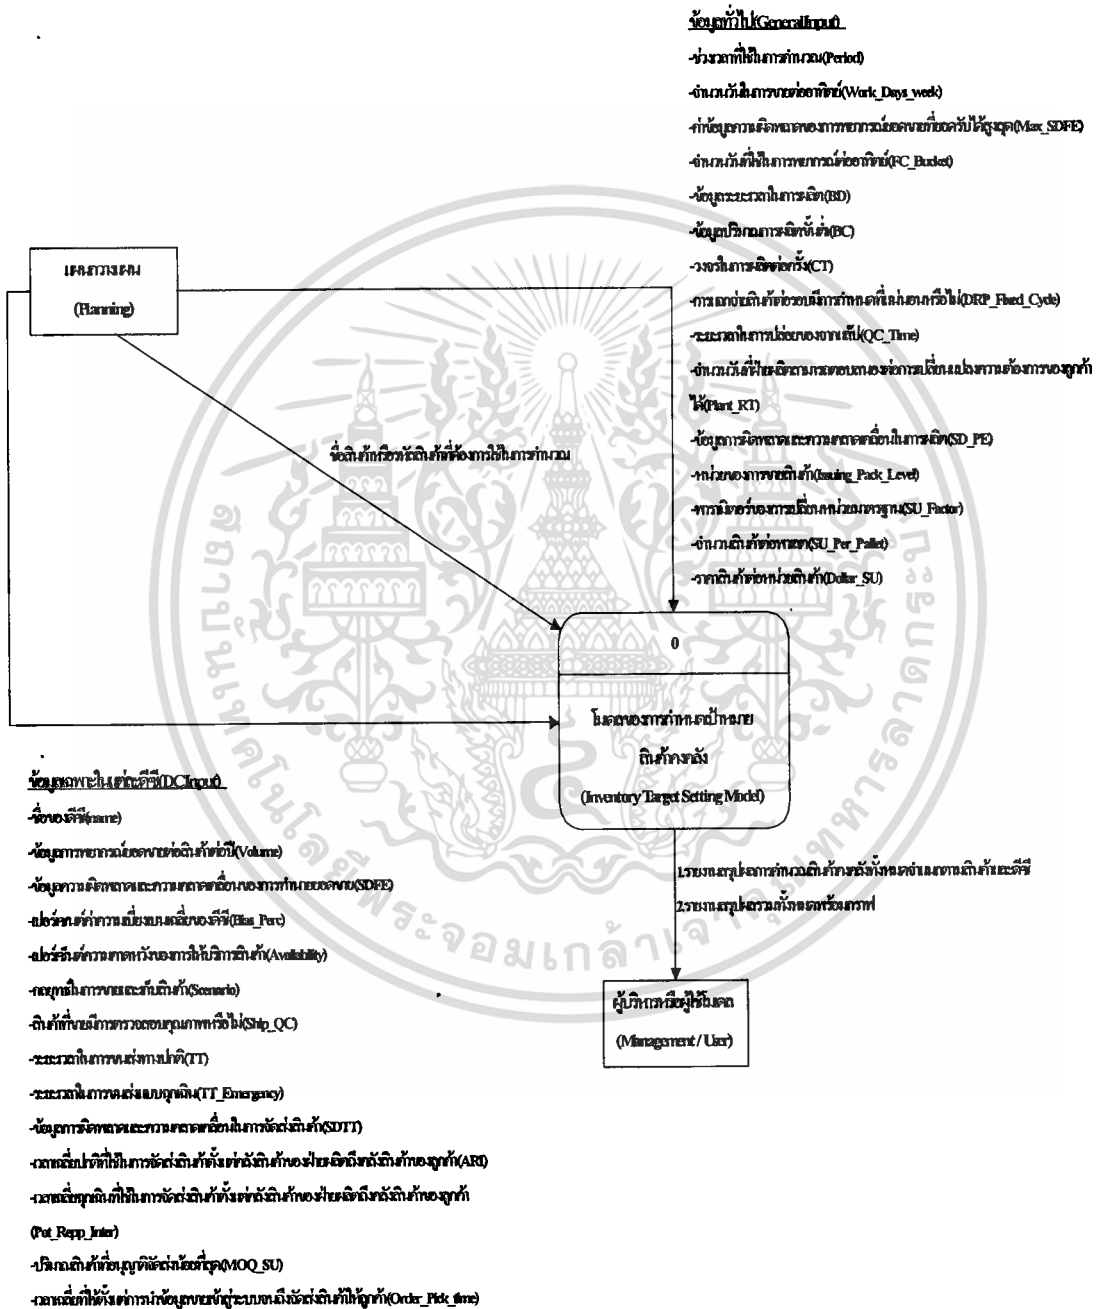 ข้อมูลทั่วไป(GeneralInput)
-ช่วงเวลาที่ใช้ในการคำนวณ(Period)
-จำนวนวันในการขายต่ออาทิตย์(Work_Days_week)
-ค่าข้อมูลความผิดพลาดของการพยากรณ์ยอดขายที่ยอดรับได้สูงสุด(Max_SDFE)
-จำนวนวันที่ใช้ในการพยากรณ์ต่ออาทิตย์(FC_Bucket)
-ข้อมูลระยะเวลาในการผลิต(BD)
-ข้อมูลปริมาณการผลิตขั้นต่ำ(BC)
-วงจรในการผลิตต่อครั้ง(CT)
-การแจกจ่ายสินค้าต่อรอบมีการกำหนดที่แน่นอนหรือไม่(DRP_Fixed_Cycle)
-ระยะเวลาในการปล่อยของจากแล็ป(QC_Time)
-จำนวนวันที่ฝ่ายผลิตสามารถตอบสนองต่อการเปลี่ยนแปลงความต้องการของลูกค้า
ได้(Plant_RT)
-ข้อมูลการผิดพลาดและความคลาดเคลื่อนในการผลิต(SD_PE)
-หน่วยของการขายสินค้า(Issuing_Pack_Level)
-พารามิเตอร์ของการเปลี่ยนหน่วยมาตรฐาน(SU_Factor)
-จำนวนสินค้าต่อพาเลต(SU_Per_Pallet)
-ราคาสินค้าต่อหน่วยสินค้า(Dollar_SU)
แผนกวางแผน
(Planning)
ชื่อสินค้าหรือรหัสสินค้าที่ต้องการใช้ในการคำนวณ
0
โมเดลของการกำหนดเป้าหมาย
สินค้าคงคลัง
(Inventory Target Setting Model)
ข้อมูลเฉพาะในแต่ละดีซี(DCInput)
-ชื่อของดีซี(name)
-ข้อมูลการพยากรณ์ยอดขายต่อสินค้าต่อปี(Volume)
-ข้อมูลความผิดพลาดและความคลาดเคลื่อนของการทำนายยอดขาย(SDFE)
-เปอร์เซนต์ค่าความเบี่ยงเบนเฉลี่ยของดีซี(Bias_Perc)
-เปอร์เซ็นต์ความคาดหวังของการให้บริการสินค้า(Availability)
-กลยุทธในการขายและเก็บสินค้า(Scenario)
-สินค้าที่ขายมีการตรวจสอบคุณภาพหรือไม่(Ship_QC)
-ระยะเวลาในการขนส่งทางปกติ(TT)
-ระยะเวลาในการขนส่งแบบฉุกเฉิน(TT_Emergency)
-ข้อมูลการผิดพลาดและความคลาดเคลื่อนในการจัดส่งสินค้า(SDTT)
-เวลาเฉลี่ยปกติที่ใช้ในการจัดส่งสินค้าตั้งแต่คลังสินค้าของฝ่ายผลิตถึงคลังสินค้าของลูกค้า(ARI)
-เวลาเฉลี่ยฉุกเฉินที่ใช้ในการจัดส่งสินค้าตั้งแต่คลังสินค้าของฝ่ายผลิตถึงคลังสินค้าของลูกค้า
(Pot_Repp_Inter)
-ปริมาณสินค้าที่อนุญาติจัดส่งน้อยที่สุด(MOQ_SU)
-เวลาเฉลี่ยที่ใช้ตั้งแต่การนำข้อมูลขายเข้าสู่ระบบจนถึงจัดส่งสินค้าให้ลูกค้า(Order_Pick_time)
1.รายงานสรุปผลการคำนวณสินค้าคงคลังทั้งหมดจำแนกตามสินค้าและดีซี
2.รายงานสรุปผลรวมทั้งหมดพร้อมกราฟ
ผู้บริหารหรือผู้ใช้โมเดล
(Management / User)
สถาบันเทคโนโลยีพระจอมเกล้าเจ้าคุณทหารลาดกระบัง